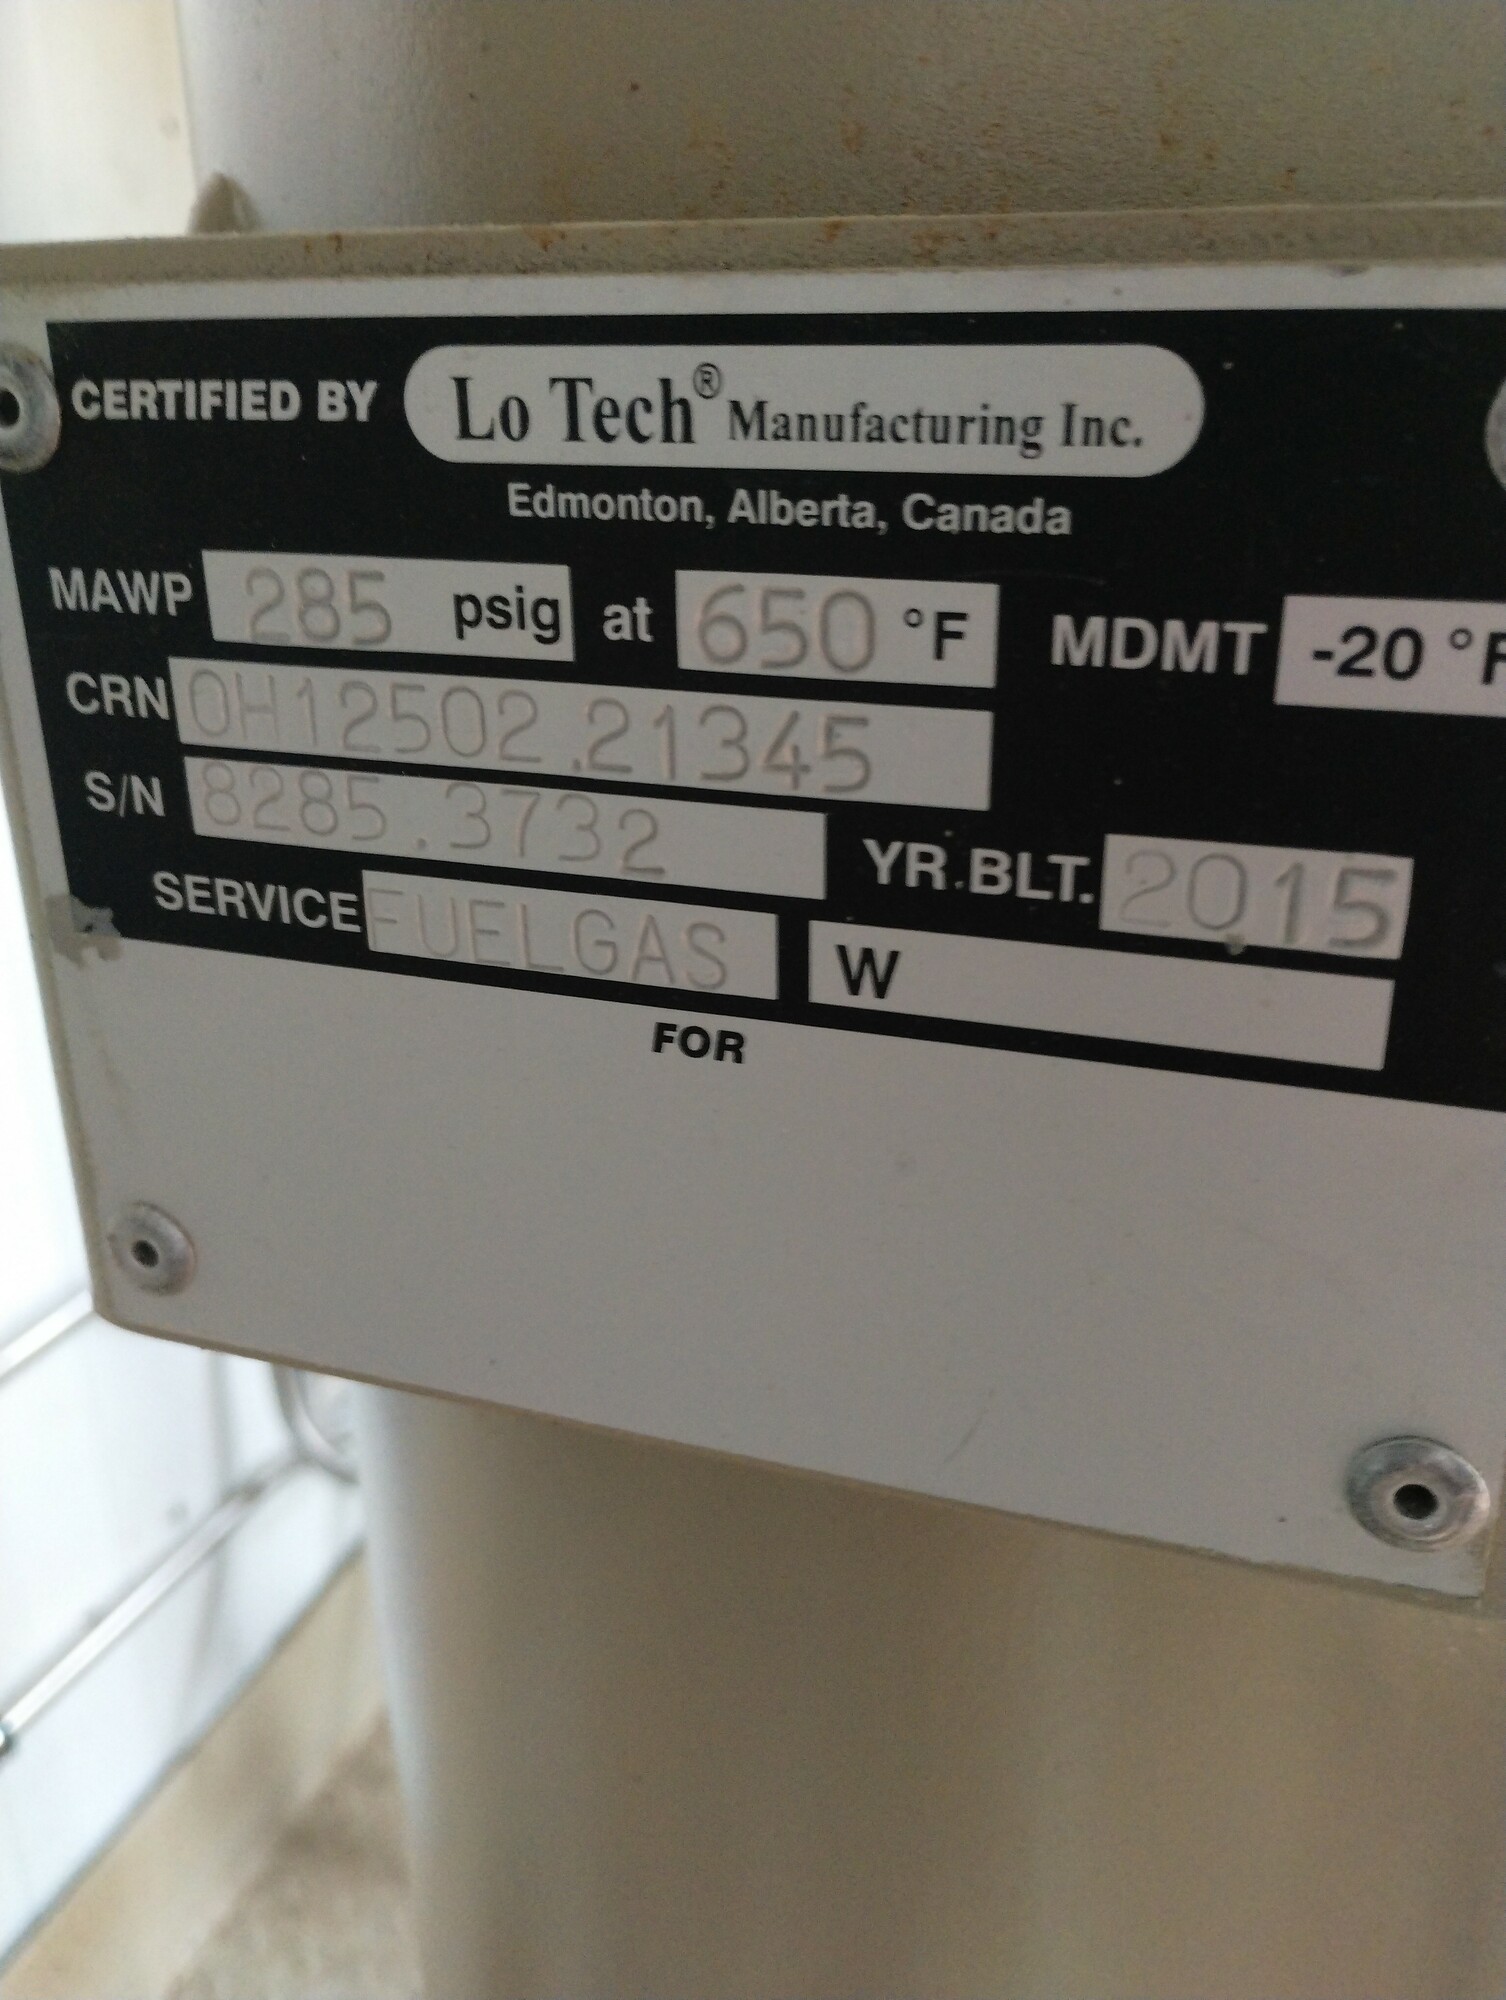 CERTIFIED BY Lo Tech® Manufacturing Inc.
Edmonton, Alberta, Canada
MAWP 285 psig at 650 °F MDMT -20 °F
CRN 0H12502.21345
S/N 8285.3732 YR.BLT. 2015
SERVICE FUELGAS W
FOR